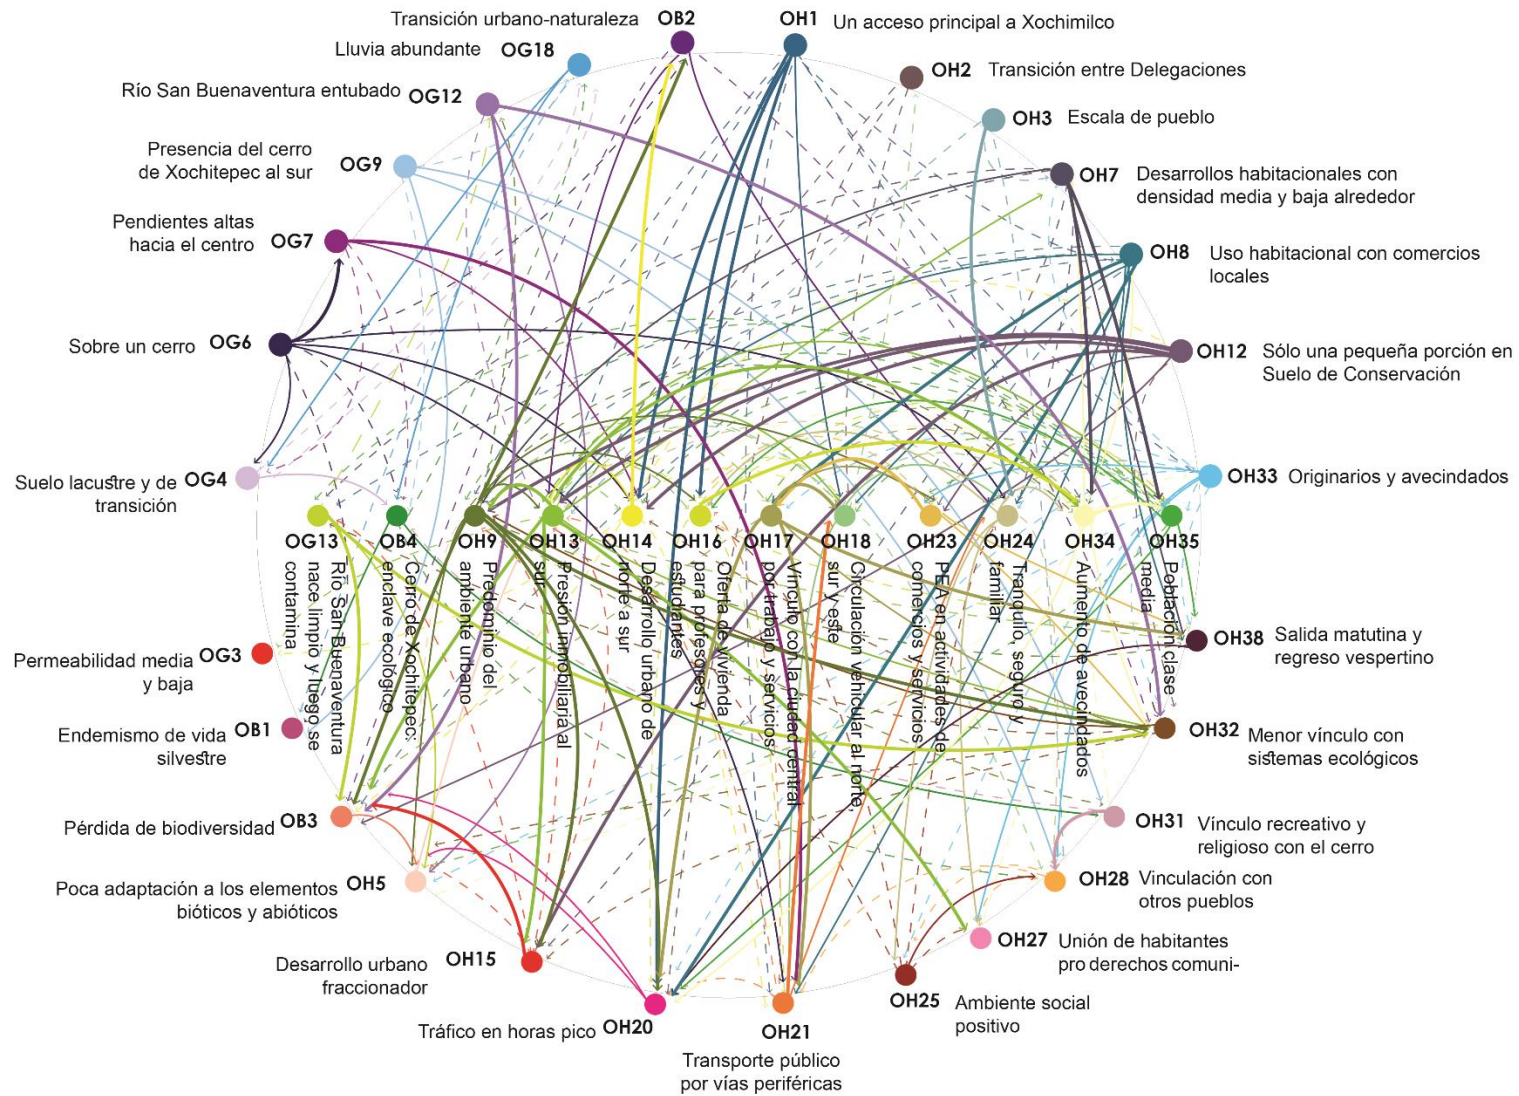 Transición urbano-naturaleza
OB2
OH1
Un acceso principal a Xochimilco
Lluvia abundante
OG18
OH2
Transición entre Delegaciones
Río San Buenaventura entubado
OG12
OH3
Escala de pueblo
Presencia del cerro
de Xochitepec al sur
OG9
OH7
Desarrollos habitacionales con
densidad media y baja alrededor
Pendientes altas
hacia el centro
OG7
OH8
Uso habitacional con comercios
locales
Sobre un cerro
OG6
OH12
Sólo una pequeña porción en
Suelo de Conservación
Suelo lacustre y de
transición
OG4
OH33
Originarios y avecindados
OG13
Río San Buenaventura
nace limpio y luego se
contamina
OB4
Cerro de Xochitepec:
enclave ecológico
OH9
Predominio del
ambiente urbano
OH13
Presión inmobiliaria al
sur
OH14
Desarrollo urbano de
norte a sur
OH16
Oferta de vivienda
para profesores y
estudiantes
OH17
Vínculo con la ciudad central
por trabajo y servicios
OH18
Circulación vehicular al norte,
sur y este
OH23
PEA en actividades de
comercios y servicios
OH24
Tranquilo, seguro y
familiar
OH34
Aumento de avecindados
OH35
Población clase
media
Permeabilidad media
y baja
OG3
OH38
Salida matutina y
regreso vespertino
Endemismo de vida
silvestre
OB1
OH32
Menor vínculo con
sistemas ecológicos
Pérdida de biodiversidad
OB3
OH31
Vínculo recreativo y
religioso con el cerro
Poca adaptación a los elementos
bióticos y abióticos
OH5
OH28
Vinculación con
otros pueblos
Desarrollo urbano
fraccionador
OH15
OH27
Unión de habitantes
pro derechos comuni-
Tráfico en horas pico
OH20
OH21
Transporte público
por vías periféricas
OH25
Ambiente social
positivo